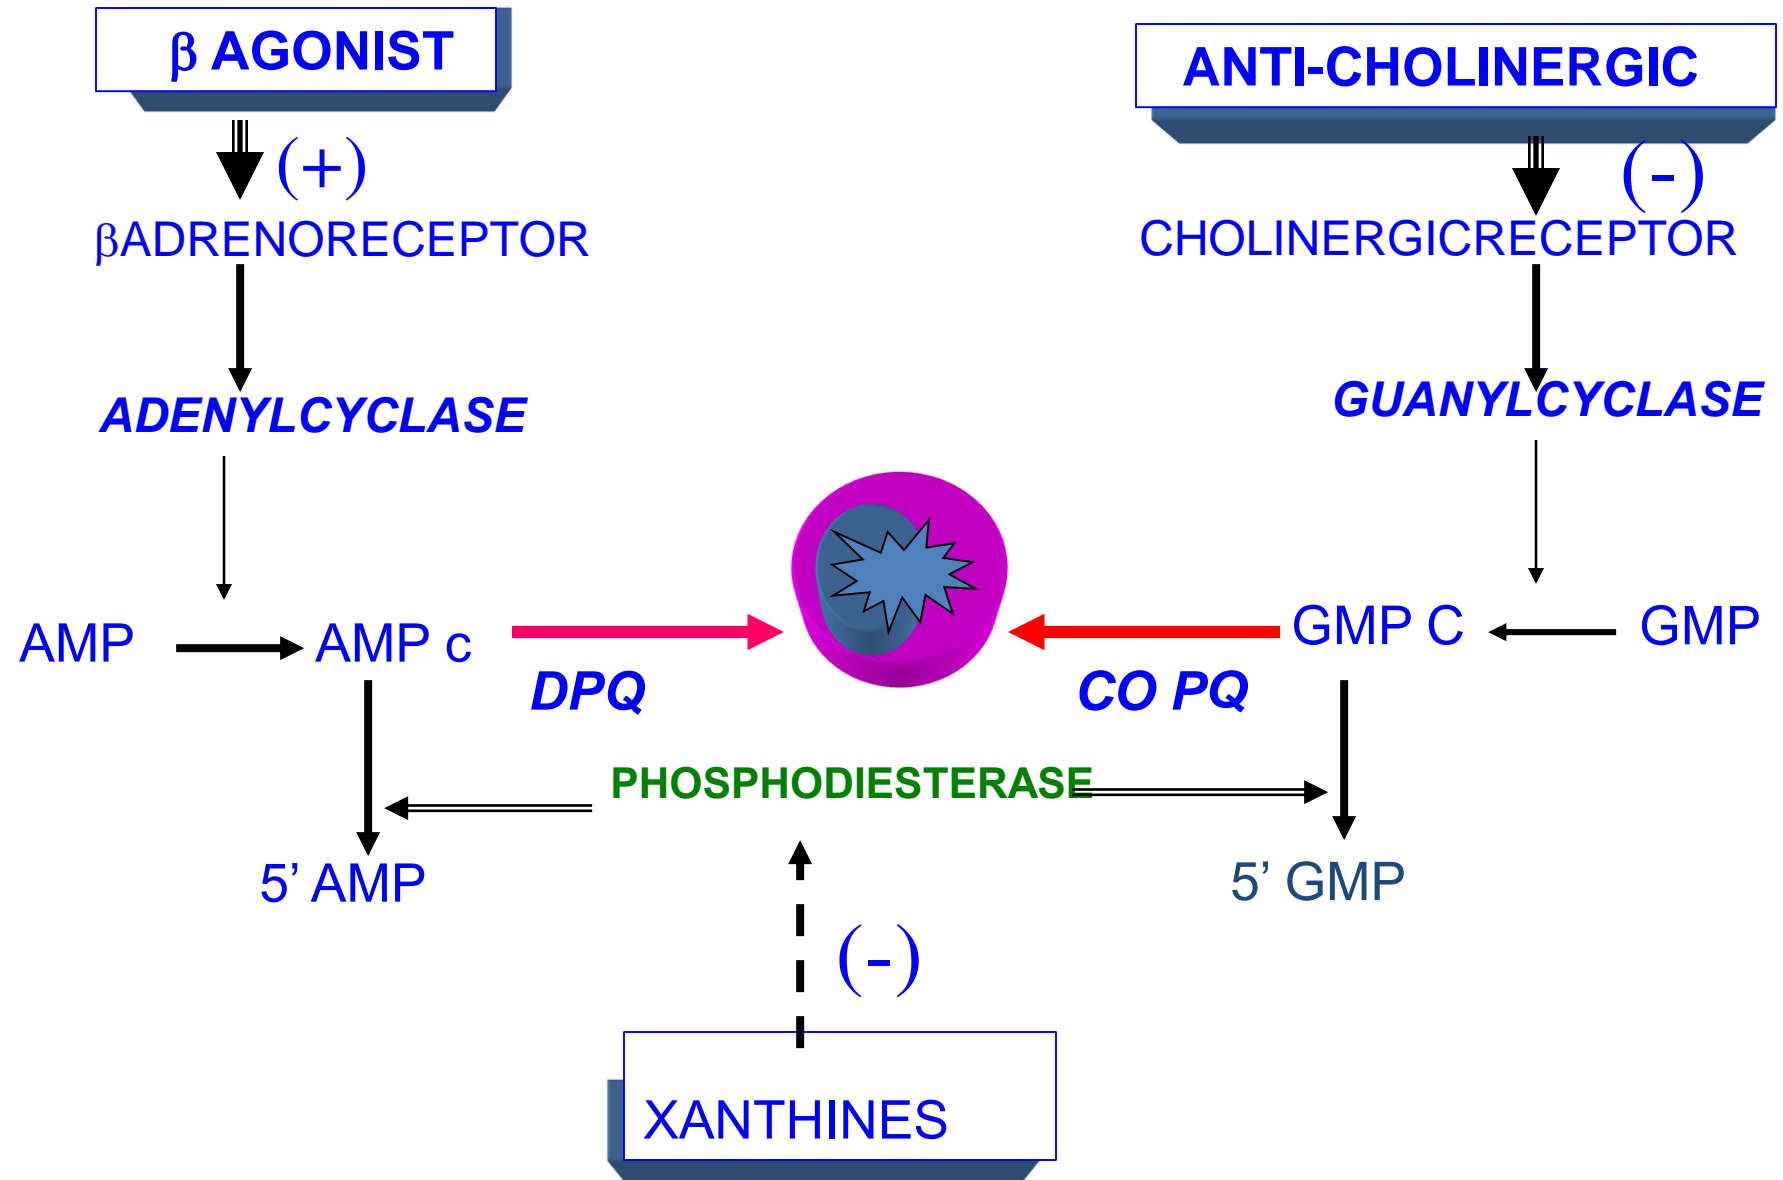 β AGONIST
ANTI-CHOLINERGIC
(+)
(-)
βADRENORECEPTOR
CHOLINERGICRECEPTOR
ADENYLCYCLASE
GUANYLCYCLASE
AMP
AMP c
GMP C
GMP
DPQ
CO PQ
PHOSPHODIESTERASE
5’ AMP
5’ GMP
(-)
XANTHINES